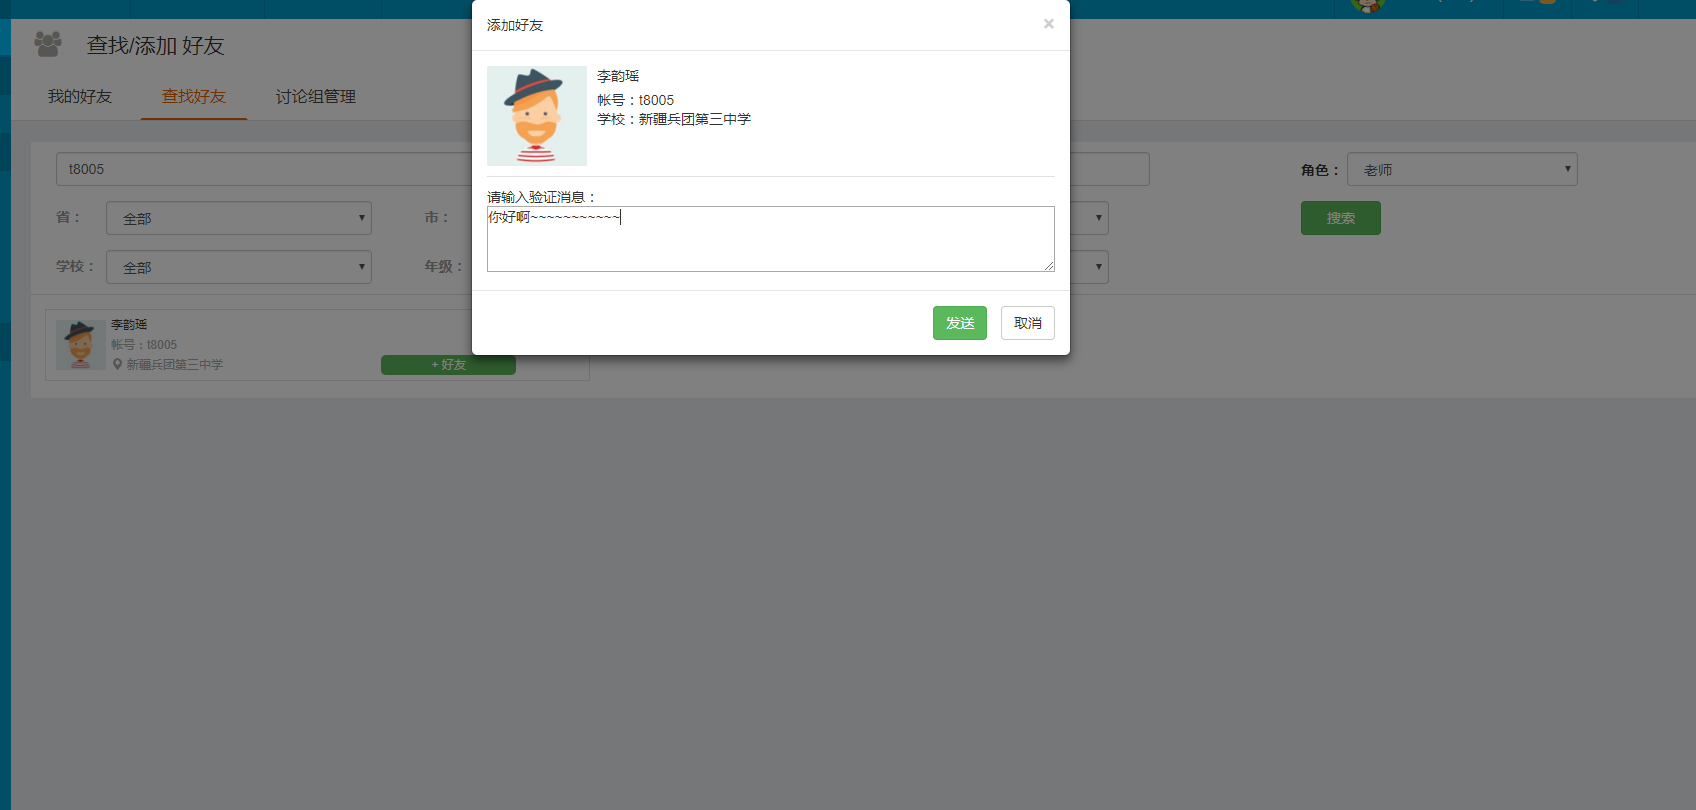 添加好友
×
查找/添加 好友
我的好友
查找好友
讨论组管理
李韵瑶
帐号：t8005
学校：新疆兵团第三中学
t8005
角色：
老师
请输入验证消息：
你好啊~~~~~~~~~~~
省：
全部
市：
搜索
学校：
全部
年级：
发送
取消
李韵瑶
帐号：t8005
新疆兵团第三中学
+ 好友